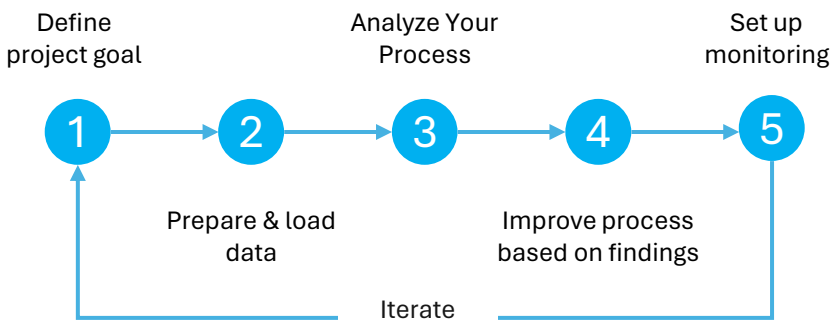 Define
project goal
Analyze Your
Process
Set up
monitoring
1
2
3
4
5
Prepare & load
data
Improve process
based on findings
Iterate